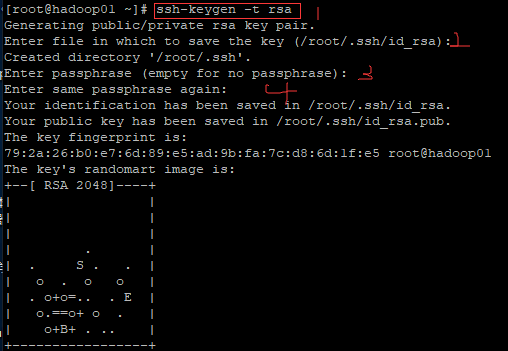 [root@hadoop01 ~]# ssh-keygen -t rsa 1
Generating public/private rsa key pair.
Enter file in which to save the key (/root/.ssh/id_rsa):
Created directory '/root/.ssh'.
Enter passphrase (empty for no passphrase): 3
Enter same passphrase again: 4
Your identification has been saved in /root/.ssh/id_rsa.
Your public key has been saved in /root/.ssh/id_rsa.pub.
The key fingerprint is:
79:2a:26:b0:e7:6d:89:e5:ad:9b:fa:7c:d8:6d:1f:e5 root@hadoop01
The key's randomart image is:
+--[ RSA 2048]----+
|                 |
|                 |
|                 |
|        .        |
|  .     S .   .  |
|   o  . o   o    |
|  . o+o=..  . E  |
|   o.==o+ o  .   |
|    o+B+ . ..    |
+-----------------+